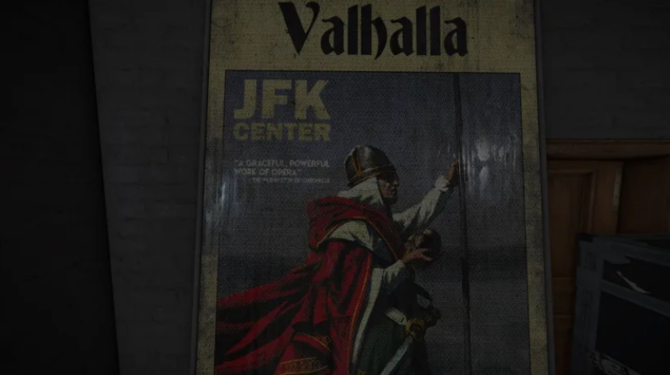 Valhalla
JFK
CENTER
"A GRACEFUL, POWERFUL
WORK OF OPERA"